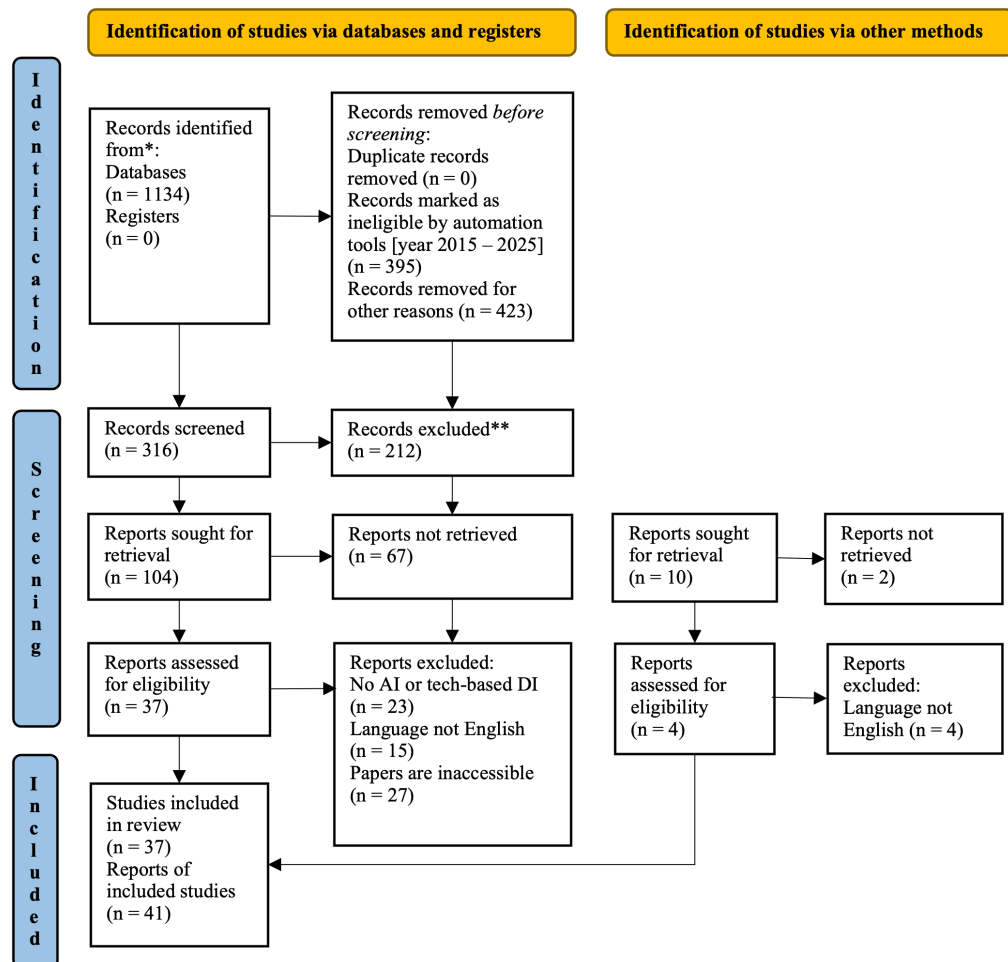 Identification of studies via databases and registers
Identification of studies via other methods
Identification
Records identified
from*:
Databases
(n = 1134)
Registers
(n = 0)
Records removed before
screening:
Duplicate records
removed (n = 0)
Records marked as
ineligible by automation
tools [year 2015 – 2025]
(n = 395)
Records removed for
other reasons (n = 423)
Screening
Records screened
(n = 316)
Records excluded**
(n = 212)
Reports sought for
retrieval
(n = 104)
Reports not retrieved
(n = 67)
Reports sought
for retrieval
(n = 10)
Reports not
retrieved
(n = 2)
Reports assessed
for eligibility
(n = 37)
Reports excluded:
No AI or tech-based DI
(n = 23)
Language not English
(n = 15)
Papers are inaccessible
(n = 27)
Reports
assessed for
eligibility
(n = 4)
Reports
excluded:
Language not
English (n = 4)
Included
Studies included
in review
(n = 37)
Reports of
included studies
(n = 41)